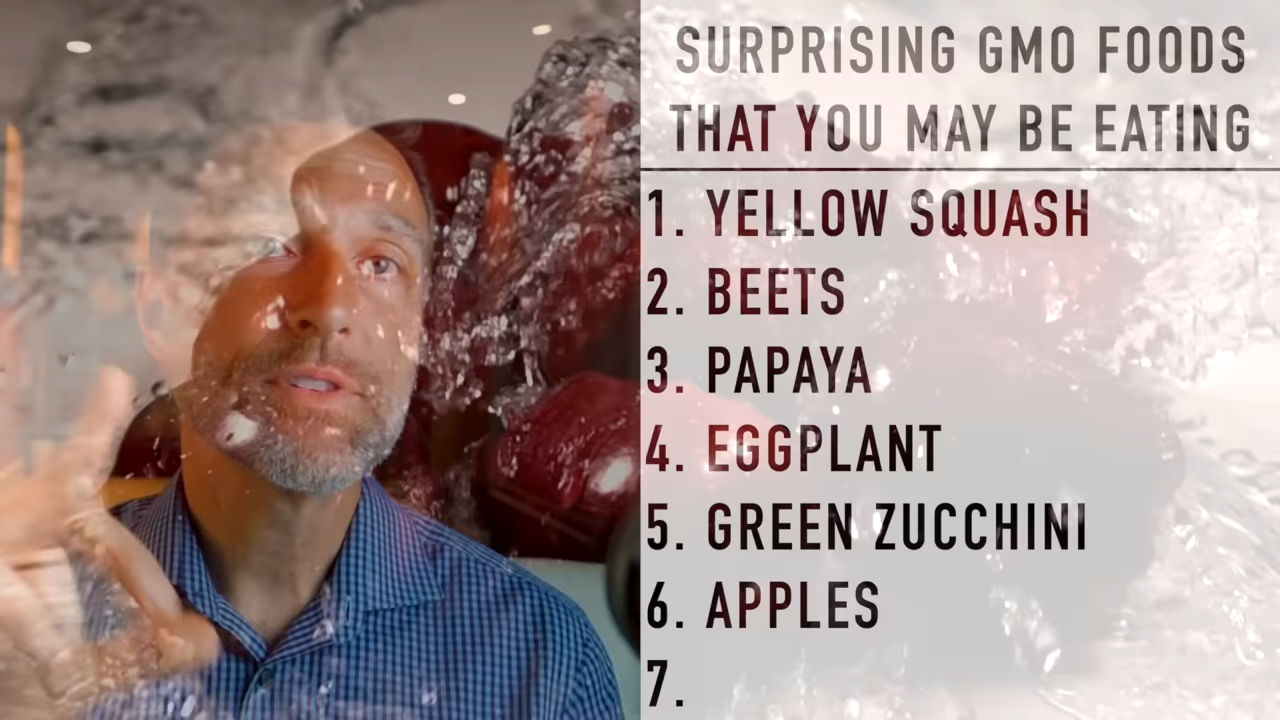 SURPRISING GMO FOODS
THAT YOU MAY BE EATING
1. YELLOW SQUASH
2. BEETS
3. PAPAYA
4. EGGPLANT
5. GREEN ZUCCHINI
6. APPLES
7.